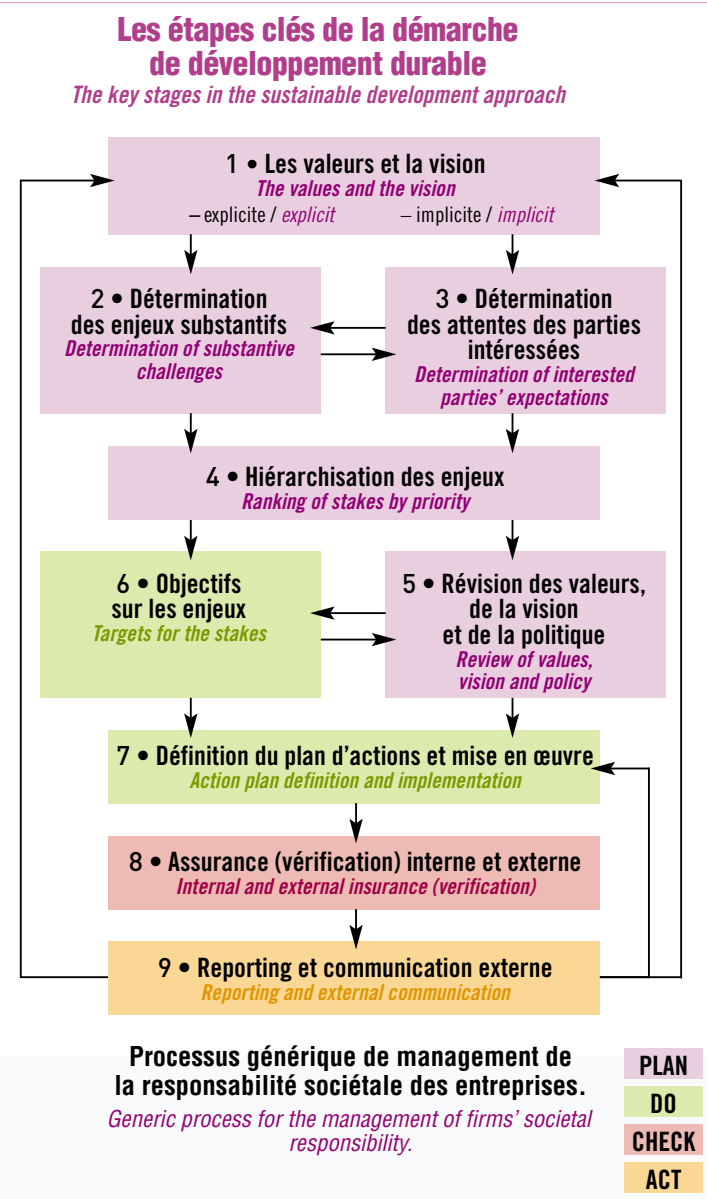 Les étapes clés de la démarche
de développement durable
The key stages in the sustainable development approach
1 • Les valeurs et la vision
The values and the vision
– explicite / explicit – implicite / implicit
2 • Détermination
des enjeux substantifs
Determination of substantive
challenges
3 • Détermination
des attentes des parties
intéressées
Determination of interested
parties’ expectations
4 • Hiérarchisation des enjeux
Ranking of stakes by priority
6 • Objectifs
sur les enjeux
Targets for the stakes
5 • Révision des valeurs,
de la vision
et de la politique
Review of values,
vision and policy
7 • Définition du plan d’actions et mise en œuvre
Action plan definition and implementation
8 • Assurance (vérification) interne et externe
Internal and external insurance (verification)
9 • Reporting et communication externe
Reporting and external communication
Processus générique de management de
la responsabilité sociétale des entreprises.
Generic process for the management of firms’ societal
responsibility.
PLAN
DO
CHECK
ACT